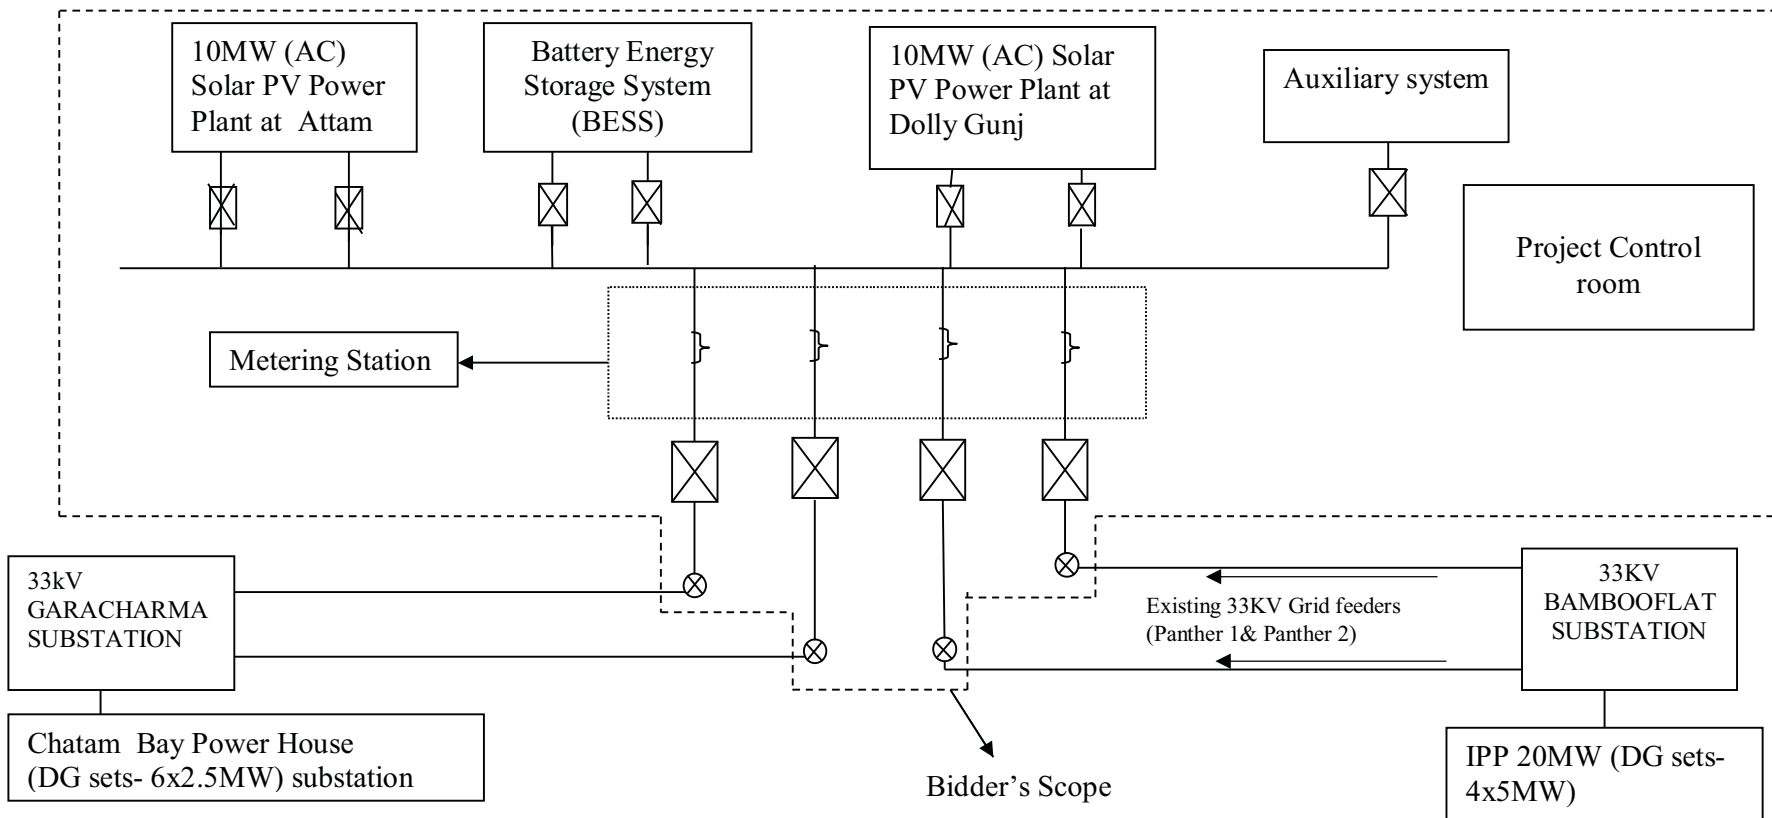 10MW (AC)
Solar PV Power
Plant at Attam
Battery Energy
Storage System
(BESS)
10MW (AC) Solar
PV Power Plant at
Dolly Gunj
Auxiliary system
Project Control
room
Metering Station
33kV
GARACHARMA
SUBSTATION
Existing 33KV Grid feeders
(Panther 1& Panther 2)
33KV
BAMBOOFLAT
SUBSTATION
Chatam Bay Power House
(DG sets- 6x2.5MW) substation
Bidder’s Scope
IPP 20MW (DG sets-
4x5MW)